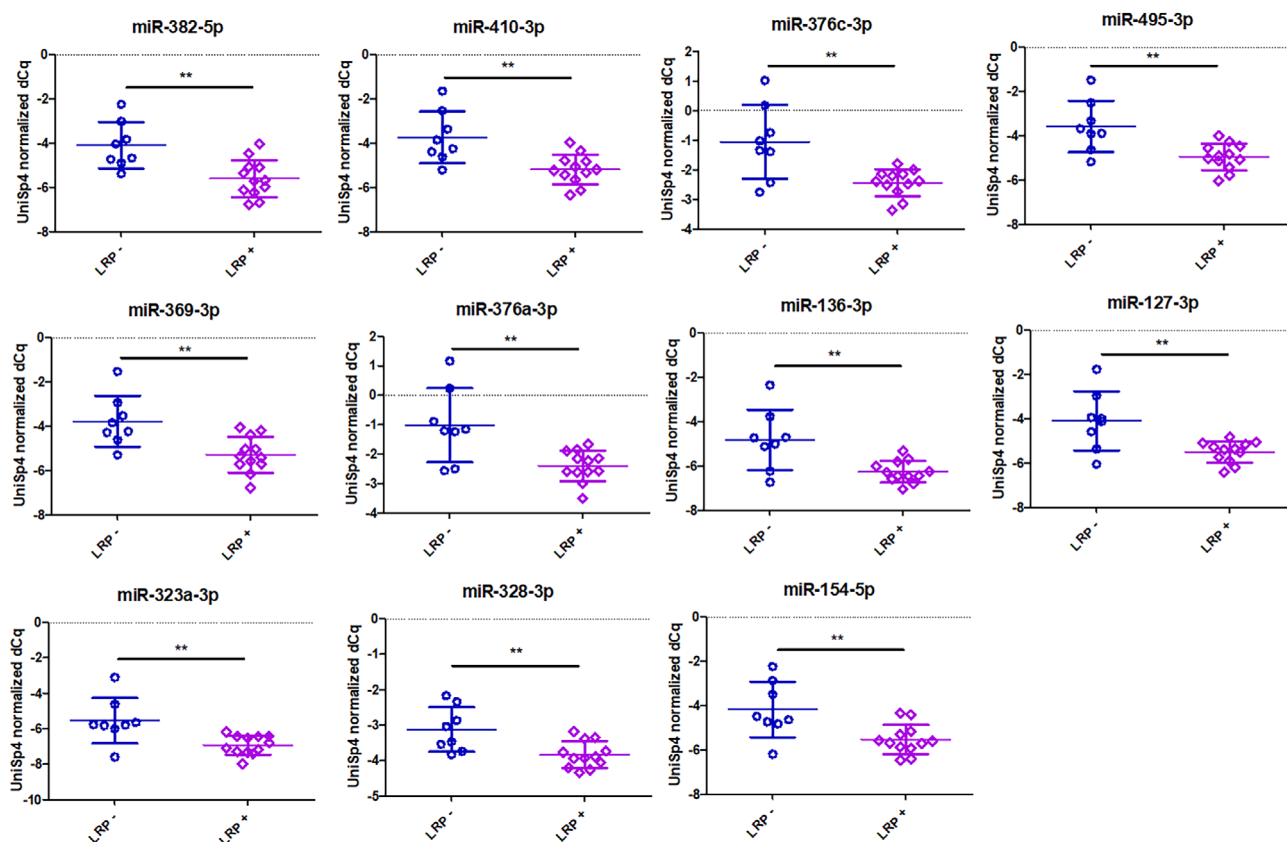 miR-382-5p
UniSp4 normalized dCq
0
-2
-4
-6
-8
**
LRP -
LRP +
miR-410-3p
UniSp4 normalized dCq
0
-2
-4
-6
-8
**
LRP -
LRP +
miR-376c-3p
UniSp4 normalized dCq
2
1
0
-1
-2
-3
-4
**
LRP -
LRP +
miR-495-3p
UniSp4 normalized dCq
0
-2
-4
-6
-8
**
LRP -
LRP +
miR-369-3p
UniSp4 normalized dCq
0
-2
-4
-6
-8
**
LRP -
LRP +
miR-376a-3p
UniSp4 normalized dCq
2
1
0
-1
-2
-3
-4
**
LRP -
LRP +
miR-136-3p
UniSp4 normalized dCq
0
-2
-4
-6
-8
**
LRP -
LRP +
miR-127-3p
UniSp4 normalized dCq
0
-2
-4
-6
-8
**
LRP -
LRP +
miR-323a-3p
UniSp4 normalized dCq
0
-2
-4
-6
-8
-10
**
LRP -
LRP +
miR-328-3p
UniSp4 normalized dCq
0
-1
-2
-3
-4
-5
**
LRP -
LRP +
miR-154-5p
UniSp4 normalized dCq
0
-2
-4
-6
-8
**
LRP -
LRP +